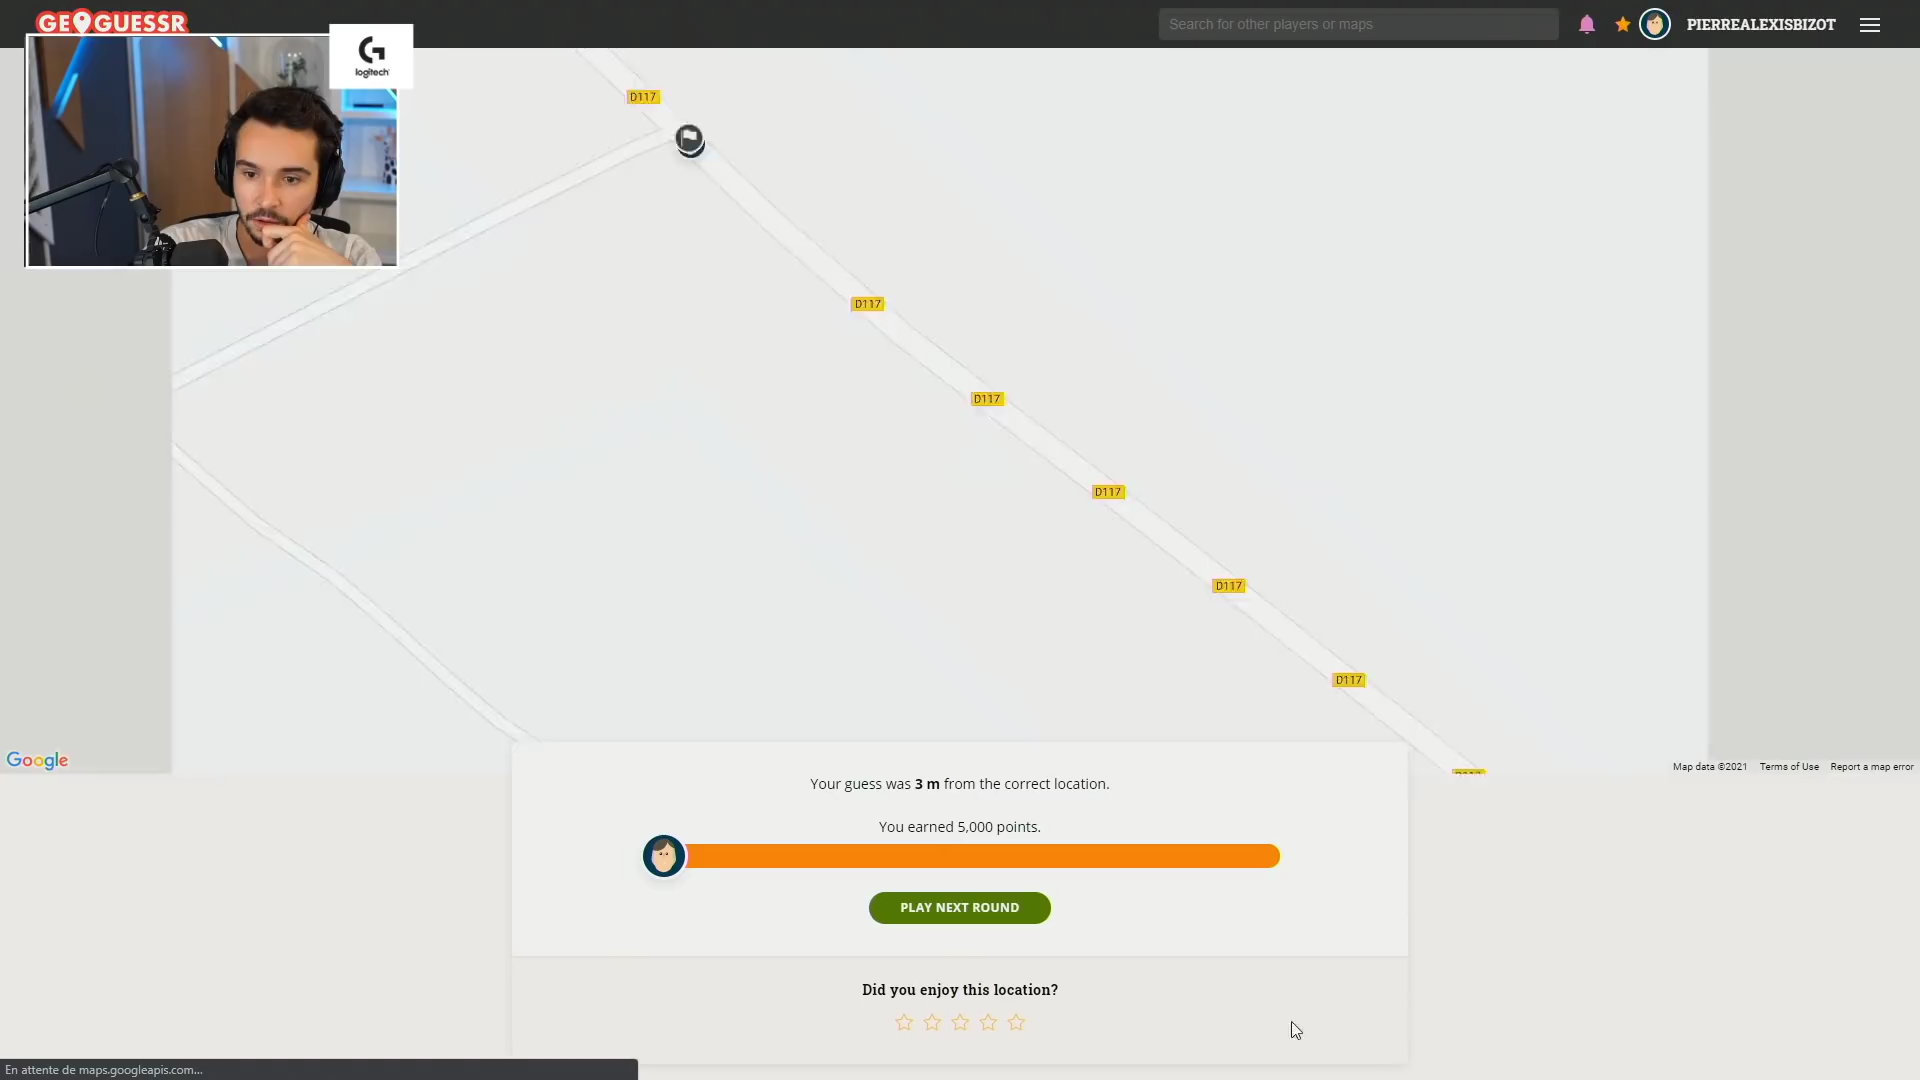 GEOGUESSR
Search for other players or maps
PIERREALEXISBIZOT
logitech
D117
D117
D117
D117
D117
D117
Google
Map data ©2021
Terms of Use
Report a map error
Your guess was 3 m from the correct location.
You earned 5,000 points.
PLAY NEXT ROUND
Did you enjoy this location?
En attente de maps.googleapis.com...